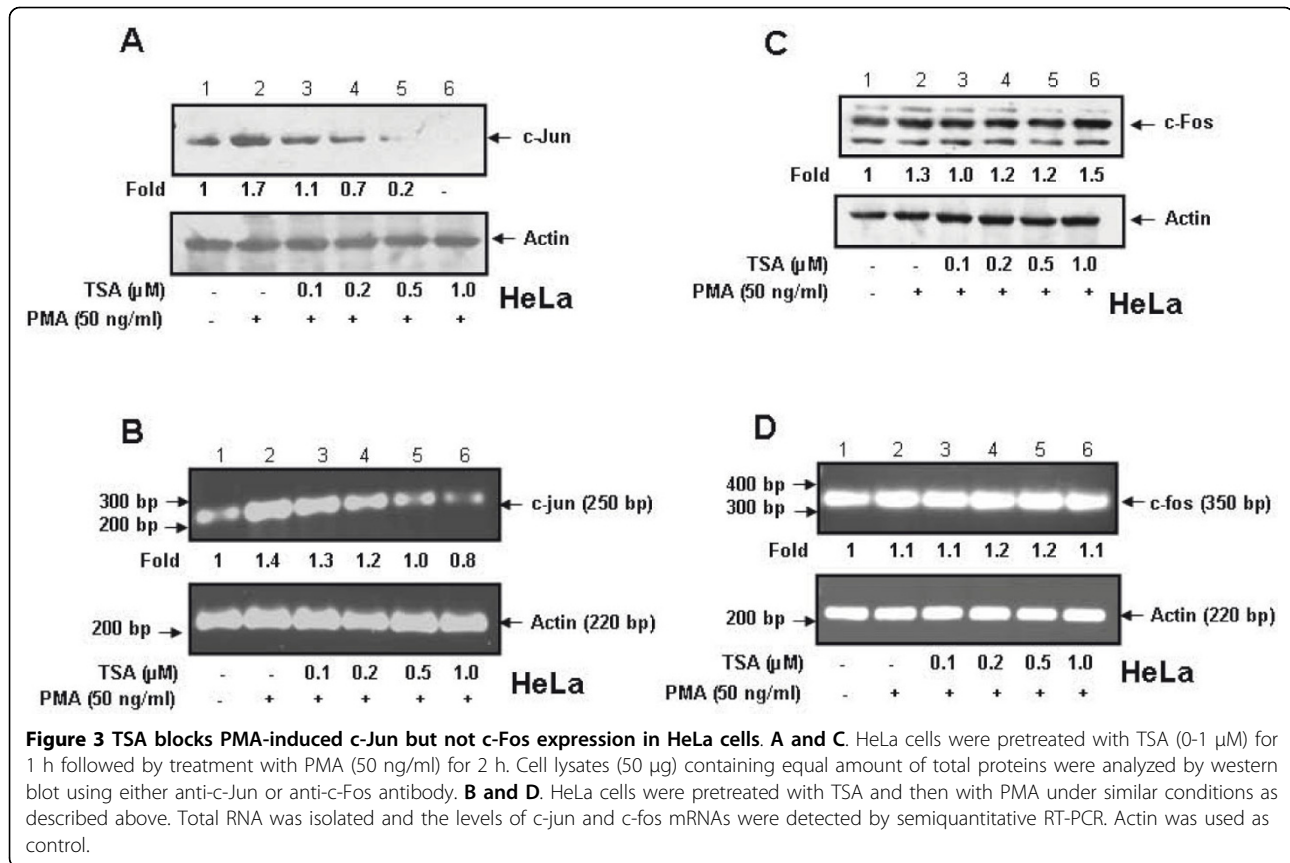 A
1 2 3 4 5 6
← c-Jun
Fold 1 1.7 1.1 0.7 0.2 -
← Actin
TSA (µM) - - 0.1 0.2 0.5 1.0
PMA (50 ng/ml) - + + + + +
HeLa
C
1 2 3 4 5 6
← c-Fos
Fold 1 1.3 1.0 1.2 1.2 1.5
← Actin
TSA (µM) - - 0.1 0.2 0.5 1.0
PMA (50 ng/ml) - + + + + +
HeLa
B
1 2 3 4 5 6
300 bp →
200 bp →
← c-jun (250 bp)
Fold 1 1.4 1.3 1.2 1.0 0.8
200 bp →
← Actin (220 bp)
TSA (µM) - - 0.1 0.2 0.5 1.0
PMA (50 ng/ml) - + + + + +
HeLa
D
1 2 3 4 5 6
400 bp →
300 bp →
← c-fos (350 bp)
Fold 1 1.1 1.1 1.2 1.2 1.1
200 bp →
← Actin (220 bp)
TSA (µM) - - 0.1 0.2 0.5 1.0
PMA (50 ng/ml) - + + + + +
HeLa
Figure 3 TSA blocks PMA-induced c-Jun but not c-Fos expression in HeLa cells. A and C. HeLa cells were pretreated with TSA (0-1 µM) for
1 h followed by treatment with PMA (50 ng/ml) for 2 h. Cell lysates (50 µg) containing equal amount of total proteins were analyzed by western
blot using either anti-c-Jun or anti-c-Fos antibody. B and D. HeLa cells were pretreated with TSA and then with PMA under similar conditions as
described above. Total RNA was isolated and the levels of c-jun and c-fos mRNAs were detected by semiquantitative RT-PCR. Actin was used as
control.